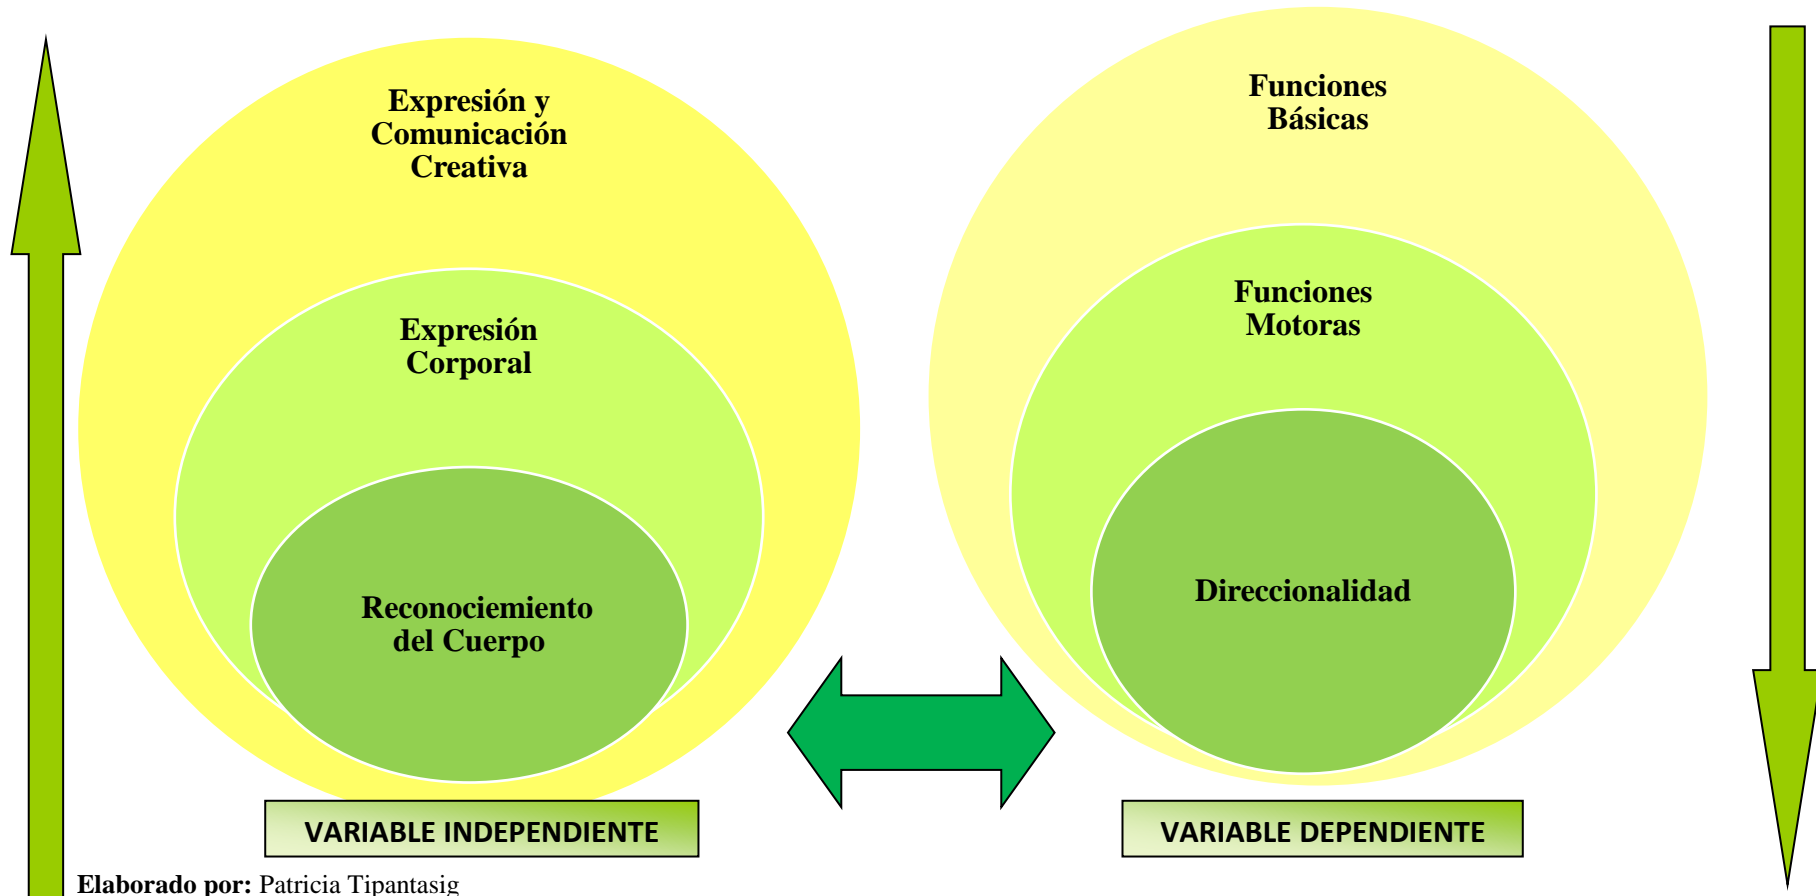 Expresión y
Comunicación
Creativa
Expresión
Corporal
Reconociemiento
del Cuerpo
VARIABLE INDEPENDIENTE
Funciones
Básicas
Funciones
Motoras
Direccionalidad
VARIABLE DEPENDIENTE
Elaborado por: Patricia Tipantasig